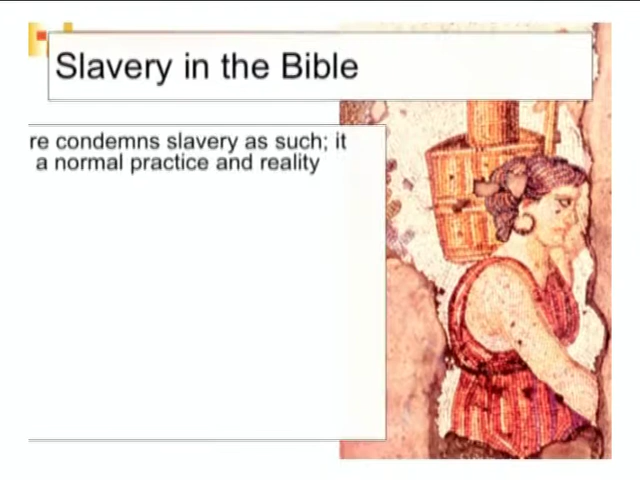 Slavery in the Bible
re condemns slavery as such; it
a normal practice and reality